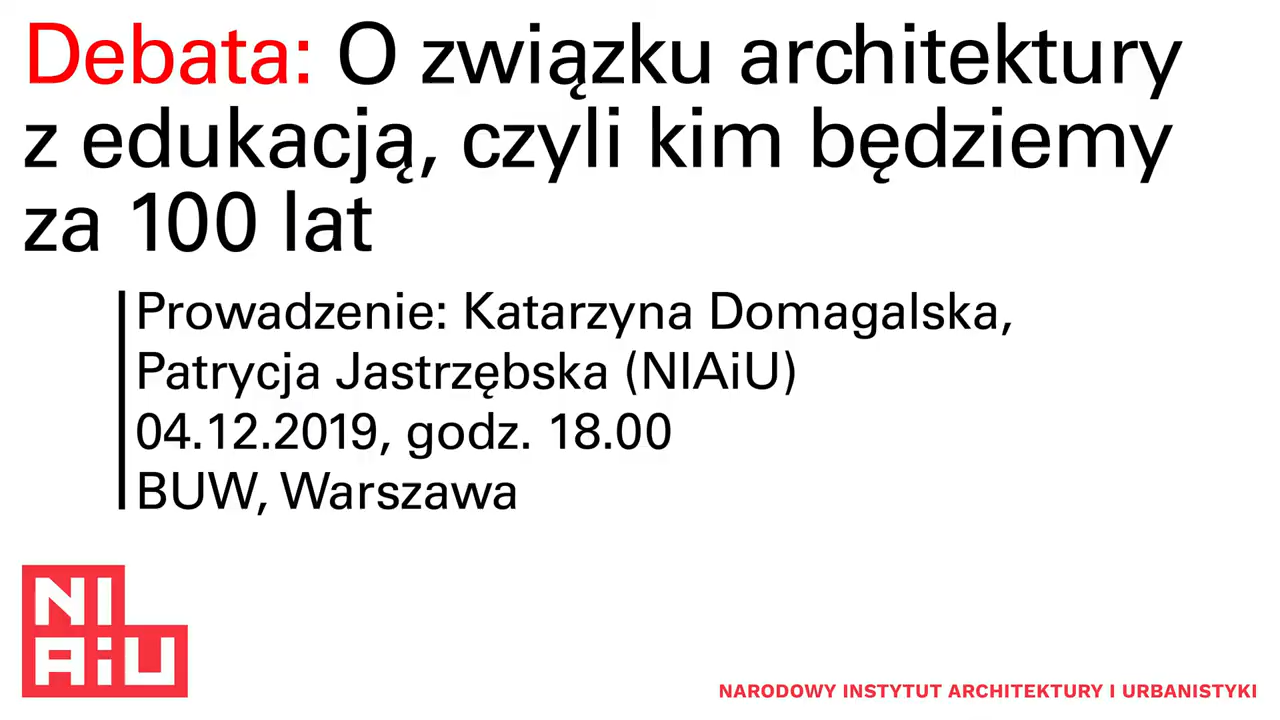 Debata: O związku architektury
z edukacją, czyli kim będziemy
za 100 lat
Prowadzenie: Katarzyna Domagalska,
Patrycja Jastrzębska (NIAiU)
04.12.2019, godz. 18.00
BUW, Warszawa
NI
AiU
NARODOWY INSTYTUT ARCHITEKTURY I URBANISTYKI